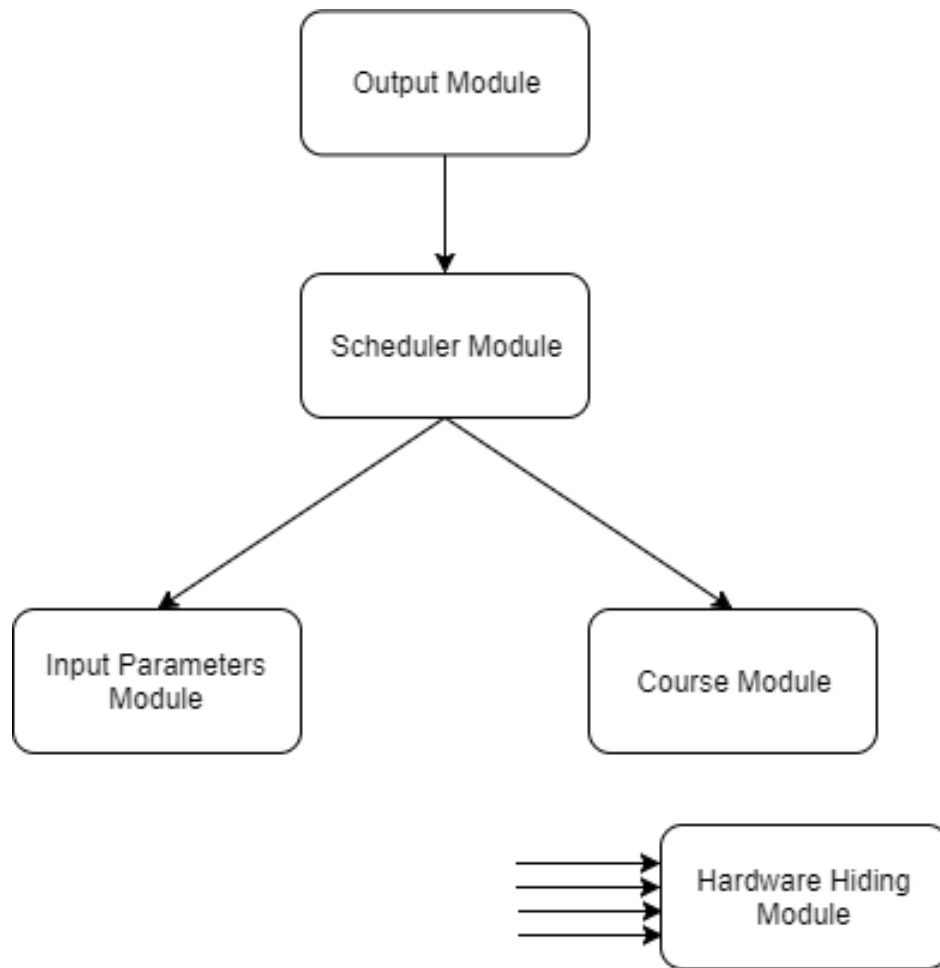 Output Module
Scheduler Module
Input Parameters
Module
Course Module
Hardware Hiding
Module